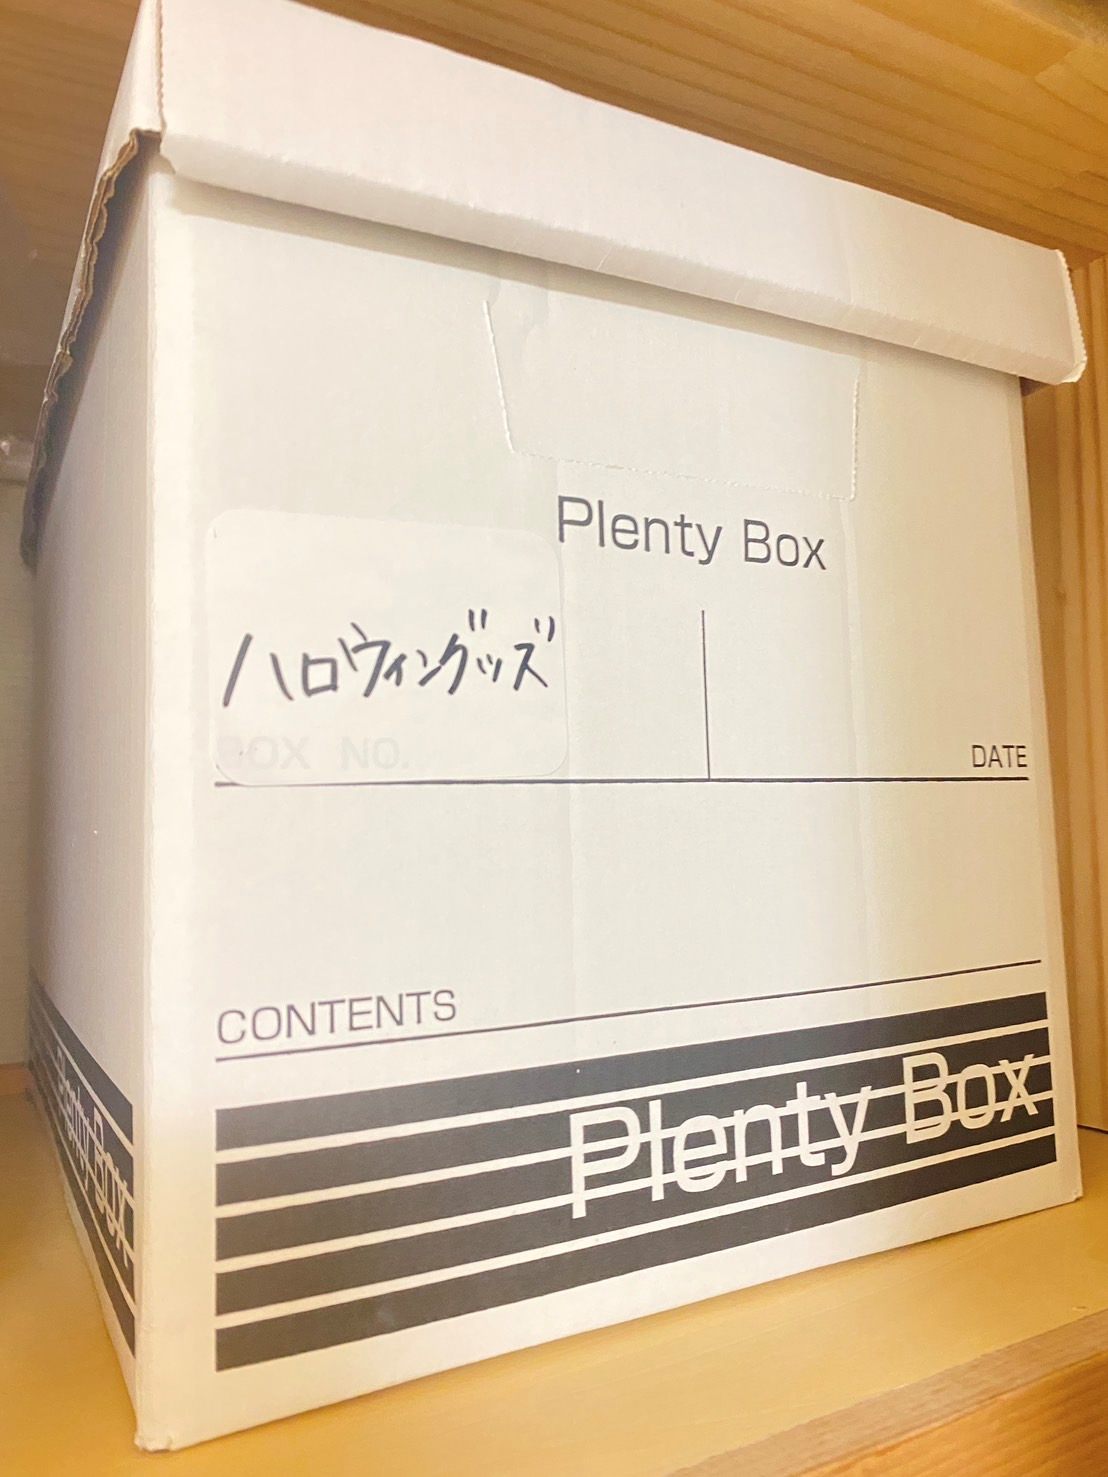 Plenty Box
ハロウィングッズ
BOX NO.
DATE
CONTENTS
Plenty Box
Plenty Box